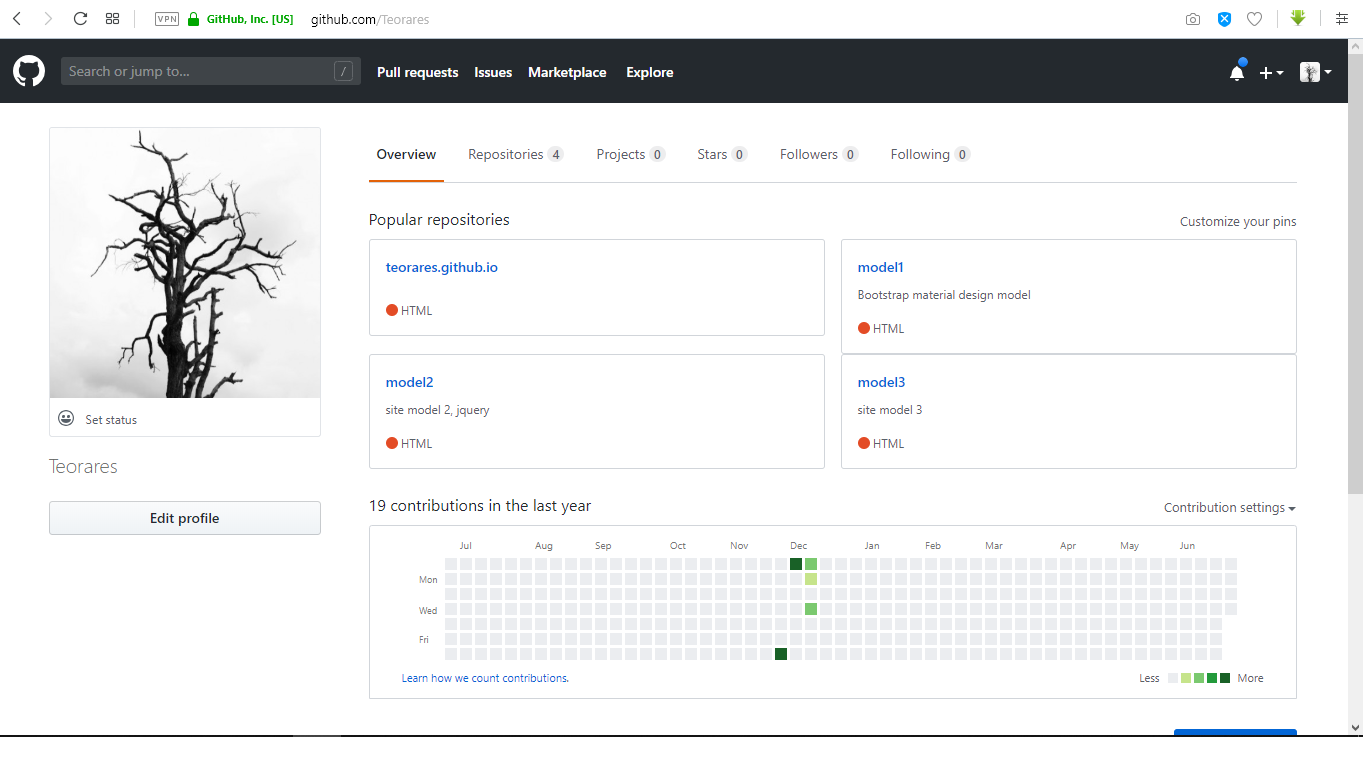 VPN GitHub, Inc. [US] github.com/Teorares
Search or jump to... / Pull requests Issues Marketplace Explore
Overview Repositories 4 Projects 0 Stars 0 Followers 0 Following 0
Set status
Teorares
Edit profile
Popular repositories Customize your pins
teorares.github.io
HTML
model1
Bootstrap material design model
HTML
model2
site model 2, jquery
HTML
model3
site model 3
HTML
19 contributions in the last year Contribution settings
Jul Aug Sep Oct Nov Dec Jan Feb Mar Apr May Jun
Mon
Wed
Fri
Learn how we count contributions. Less More